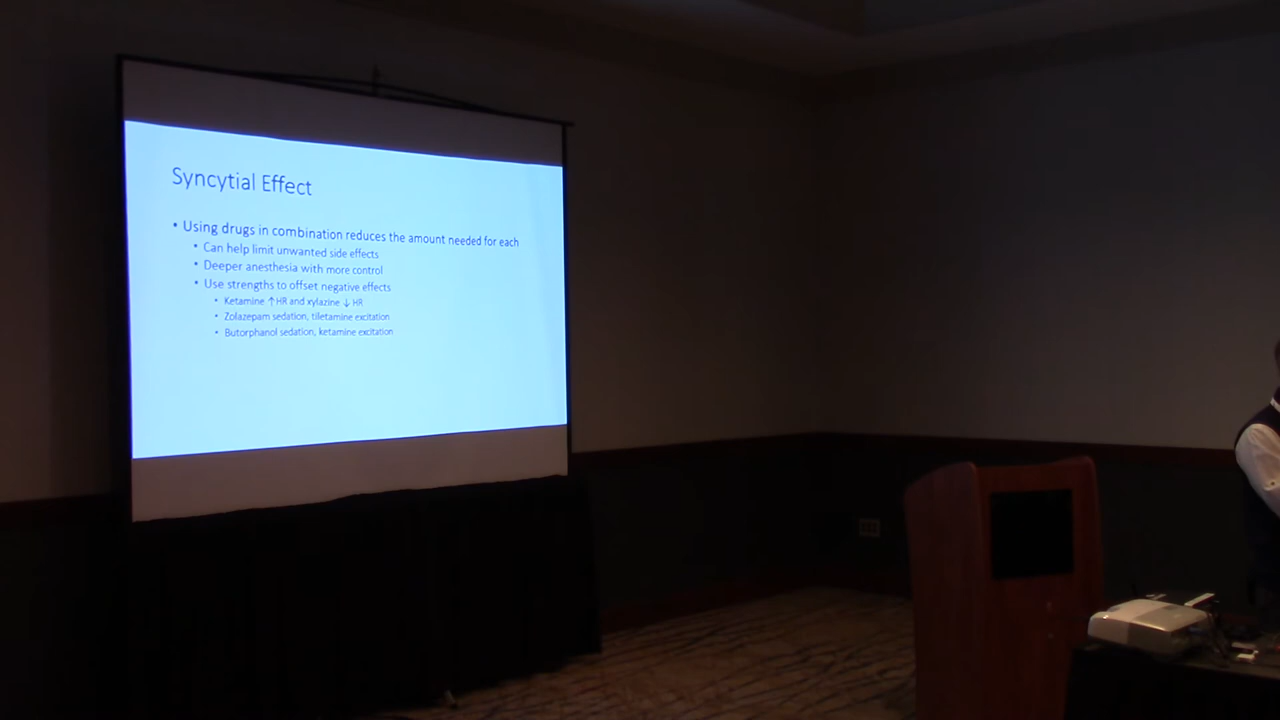 Syncytial Effect
• Using drugs in combination reduces the amount needed for each
• Can help limit unwanted side effects
• Deeper anesthesia with more control
• Use strengths to offset negative effects
• Ketamine ↑HR and xylazine ↓ HR
• Zolazepam sedation, tiletamine excitation
• Butorphanol sedation, ketamine excitation